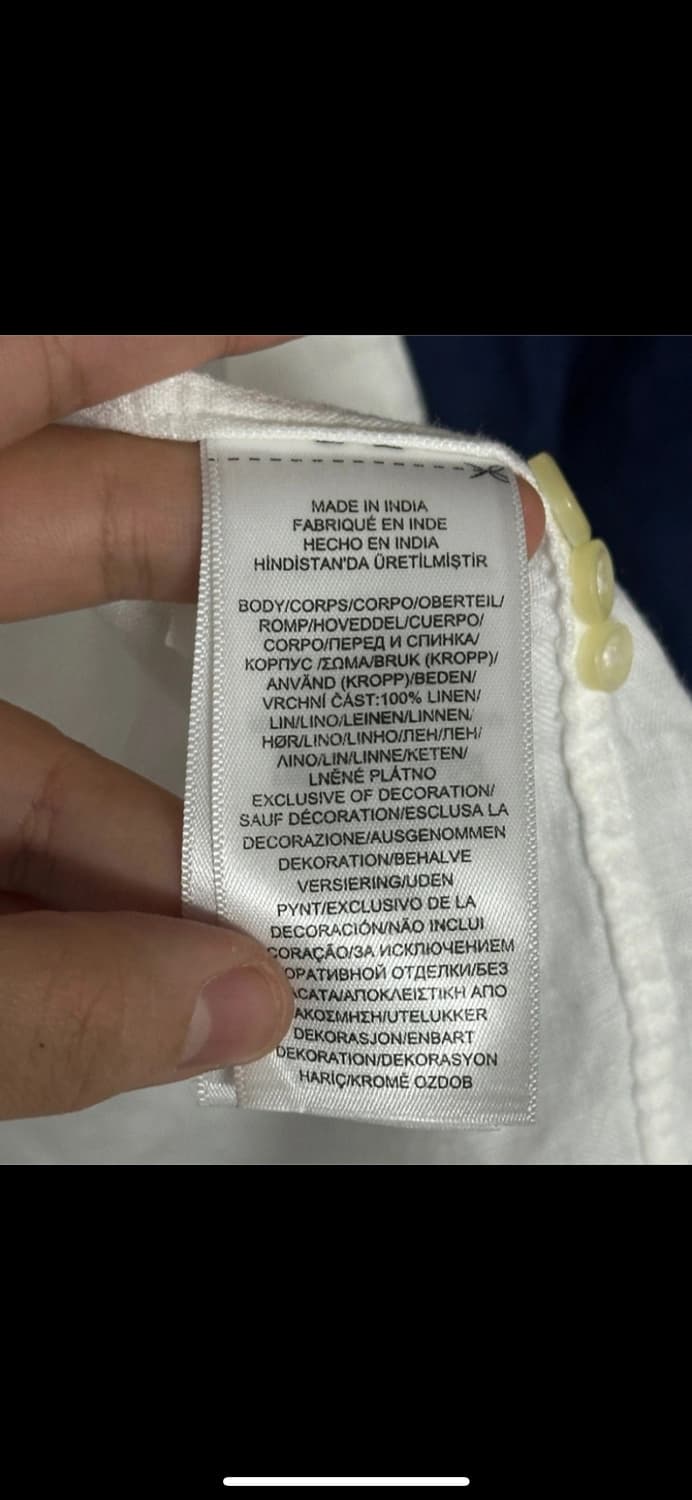 MADE IN INDIA
FABRIQUÉ EN INDE
HECHO EN INDIA
HİNDİSTAN'DA ÜRETİLMİŞTİR
BODY/CORPS/CORPO/OBERTEIL/
ROMP/HOVEDDEL/CUERPO/
CORPO/ПЕРЕД И СПИНКА/
КОРПУС /ΣΩΜΑ/BRUK (KROPP)/
ANVÄND (KROPP)/BEDEN/
VRCHNÍ ČÁST:100% LINEN/
LIN/LINO/LEINEN/LINNEN/
HØR/LINO/LINHO/ЛЕН/ЛЕН/
ΛΙΝΟ/LIN/LINNE/KETEN/
LNĚNÉ PLÁTNO
EXCLUSIVE OF DECORATION/
SAUF DÉCORATION/ESCLUSA LA
DECORAZIONE/AUSGENOMMEN
DEKORATION/BEHALVE
VERSIERING/UDEN
PYNT/EXCLUSIVO DE LA
DECORACIÓN/NÃO INCLUI
CORAÇÃO/ЗА ИСКЛЮЧЕНИЕМ
ОРАТИВНОЙ ОТДЕЛКИ/БЕЗ
САТА/ΑΠΟΚΛΕΙΣΤΙΚΗ ΑΠΟ
ΑΚΟΣΜΗΣΗ/UTELUKKER
DEKORASJON/ENBART
DEKORATION/DEKORASYON
HARİÇ/KROMĚ OZDOB